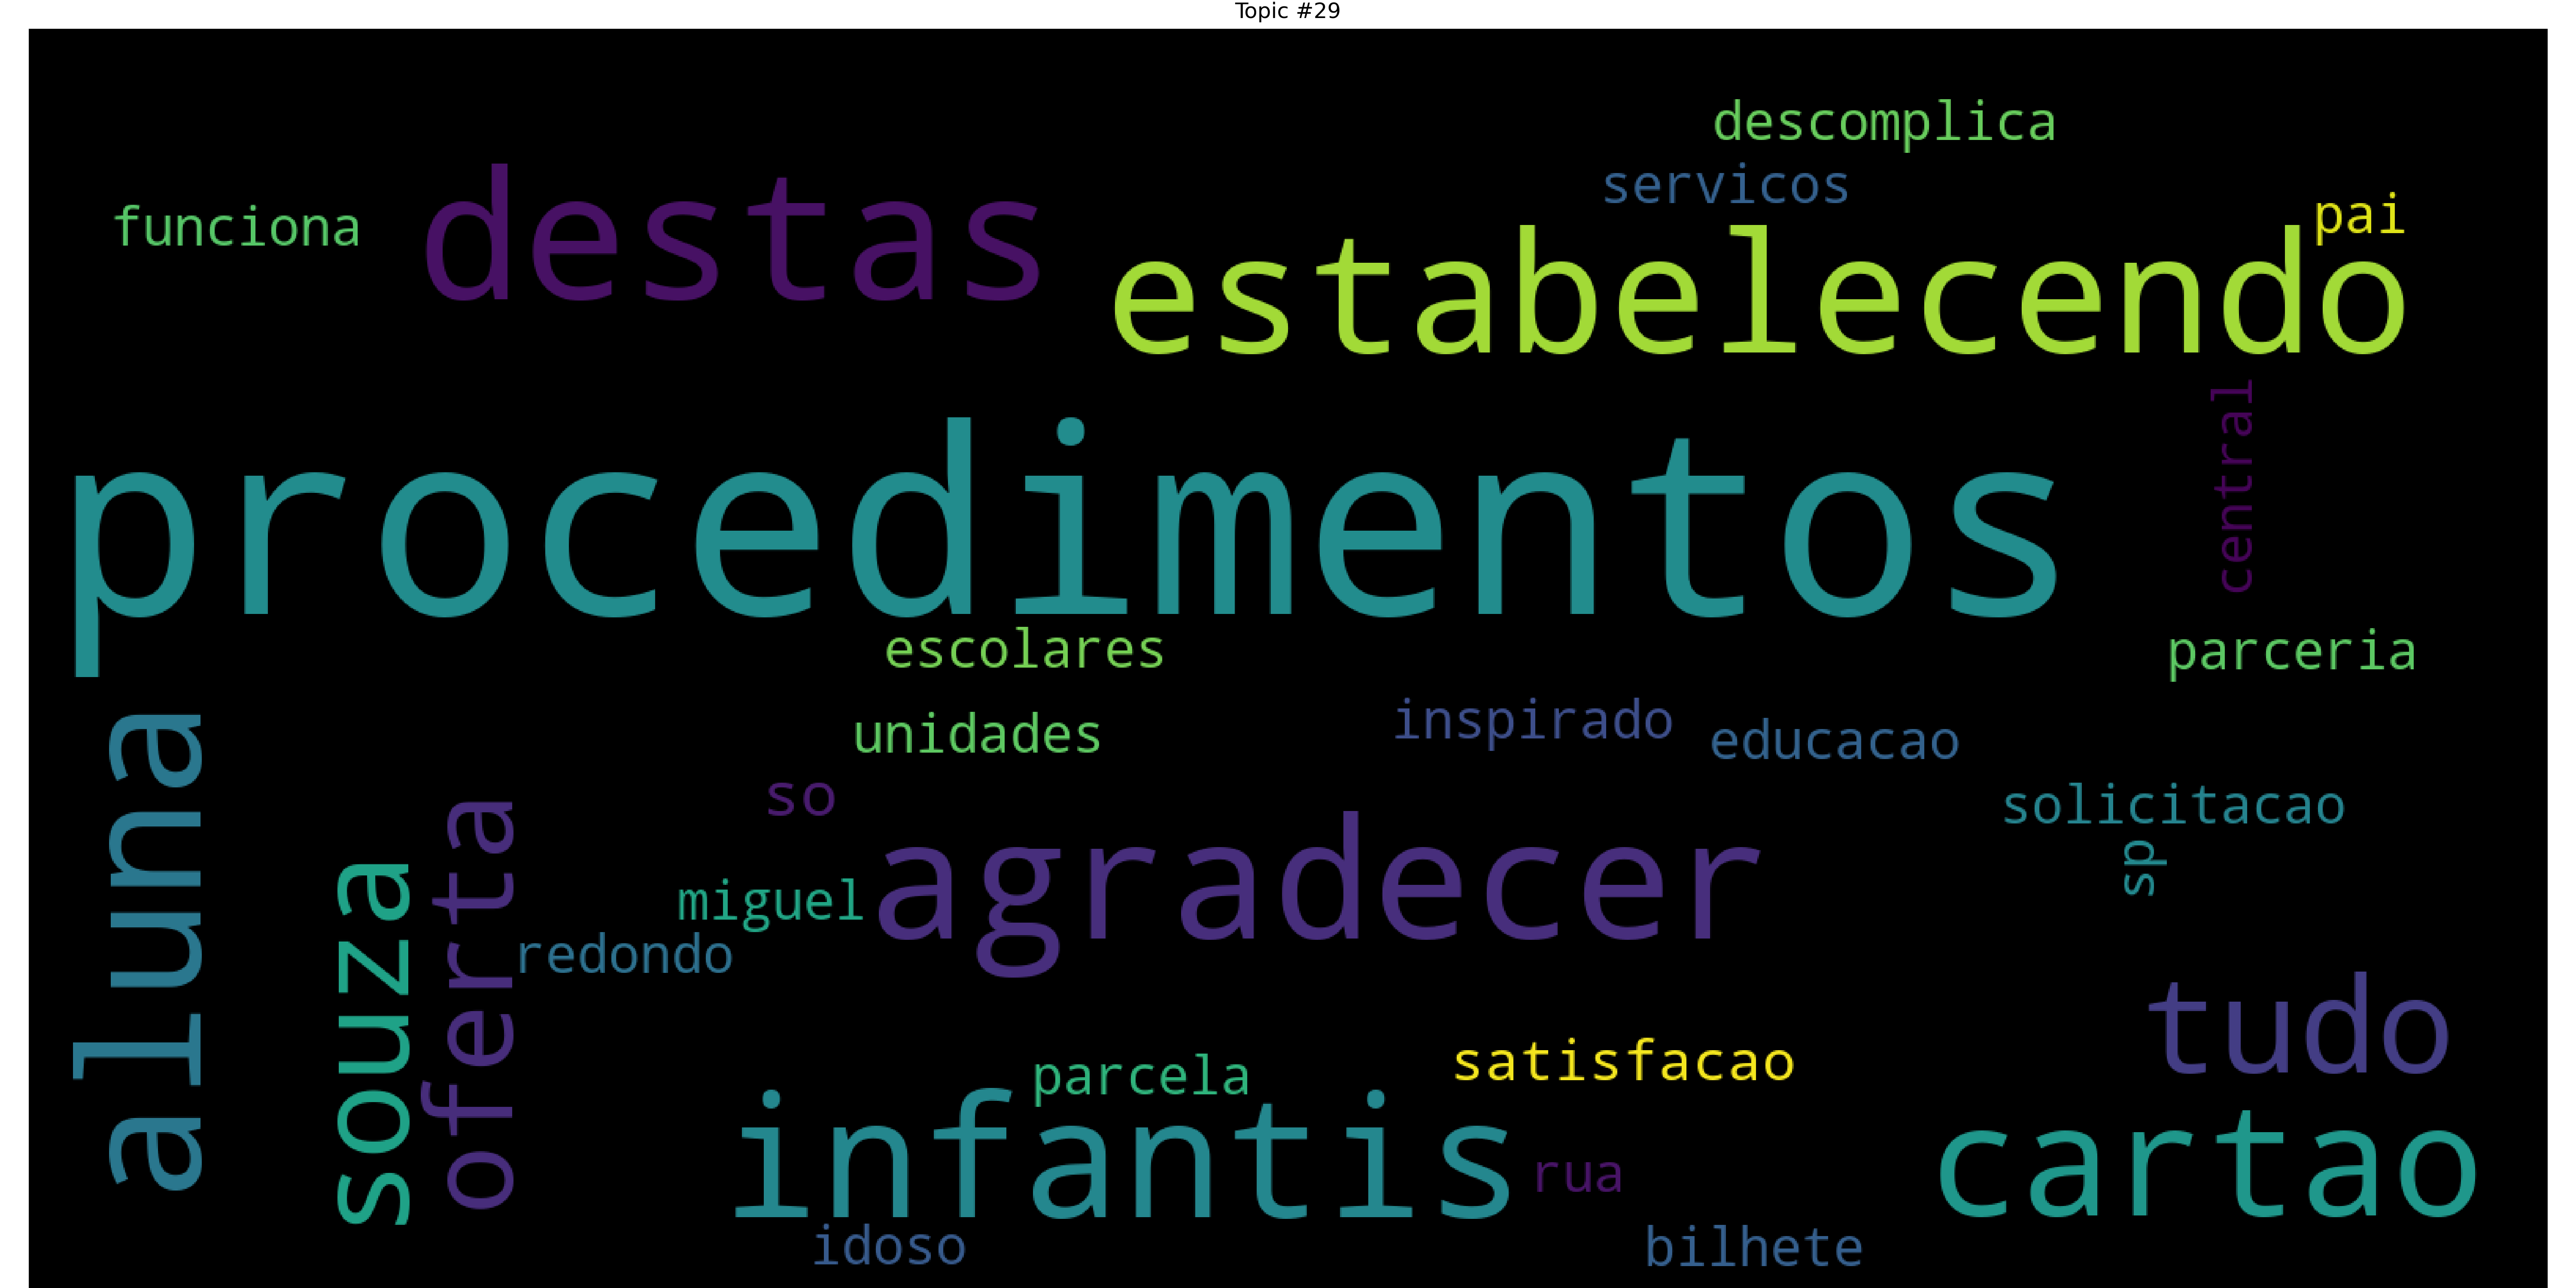 Topic #29
descomplica
servicos
pai
funciona
destas
estabelecendo
central
procedimentos
escolares
parceria
unidades
inspirado
educacao
aluna
so
solicitacao
sp
souza
oferta
miguel
agradecer
redondo
tudo
parcela
satisfacao
infantis
rua
cartao
idoso
bilhete